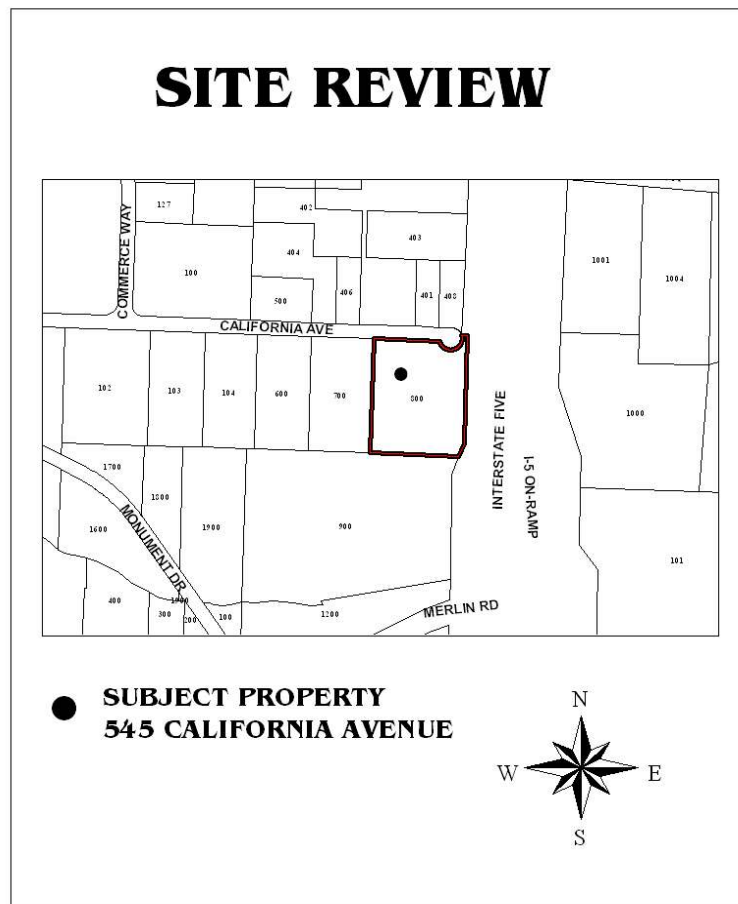 SITE REVIEW
127
402
403
COMMERCE WAY
404
1001
1004
100
500
406
401
408
CALIFORNIA AVE
102
103
104
600
700
800
1000
INTERSTATE FIVE
I-5 ON-RAMP
1700
1800
1600
MONUMENT DR
1900
900
101
400
300
1900
200
100
1200
MERLIN RD
SUBJECT PROPERTY
545 CALIFORNIA AVENUE
N
W
E
S